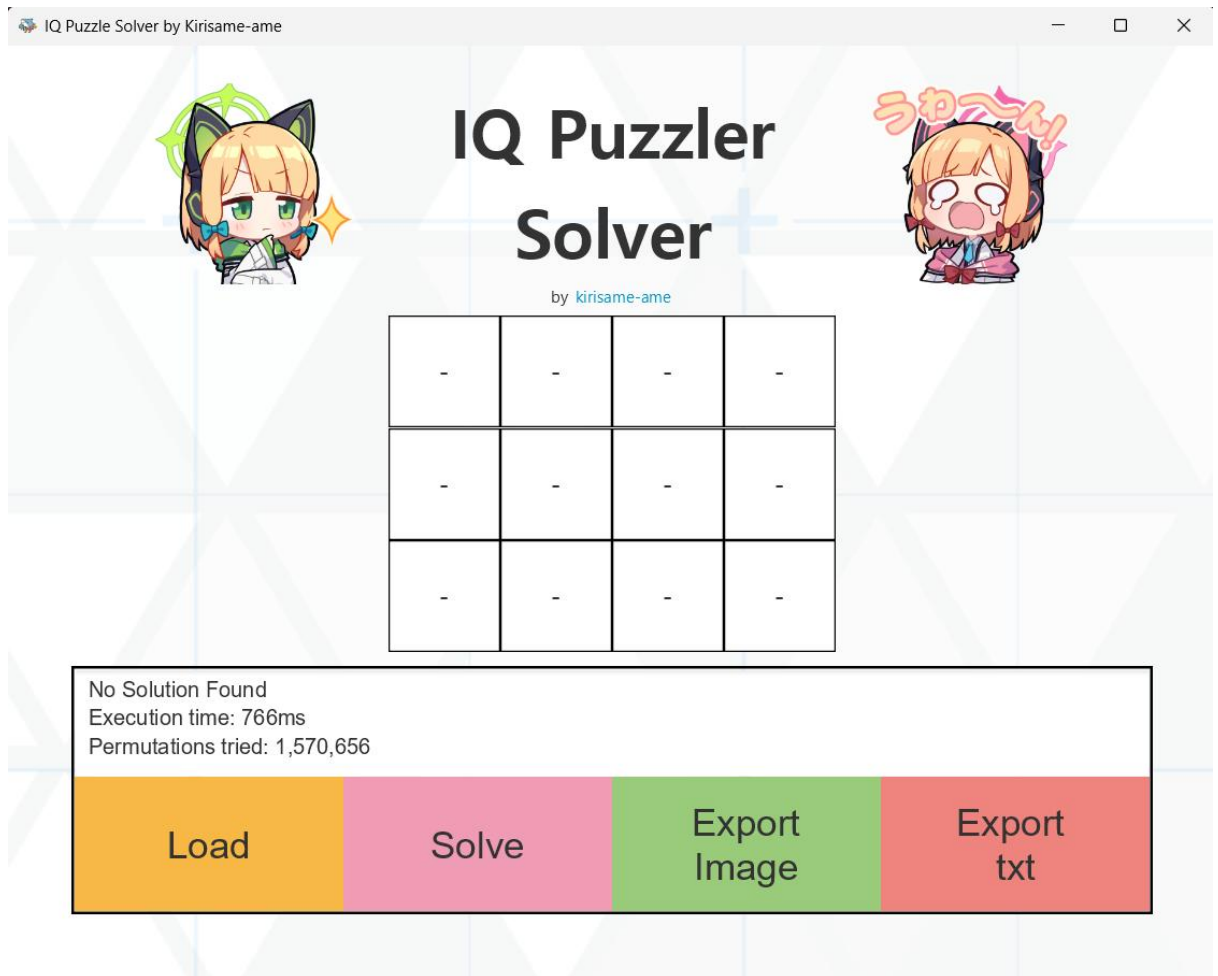 IQ Puzzle Solver by Kirisame-ame
うわ～ん!
IQ Puzzler
Solver
by kirisame-ame
- - - -
- - - -
- - - -
No Solution Found
Execution time: 766ms
Permutations tried: 1,570,656
Load
Solve
Export
Image
Export
txt